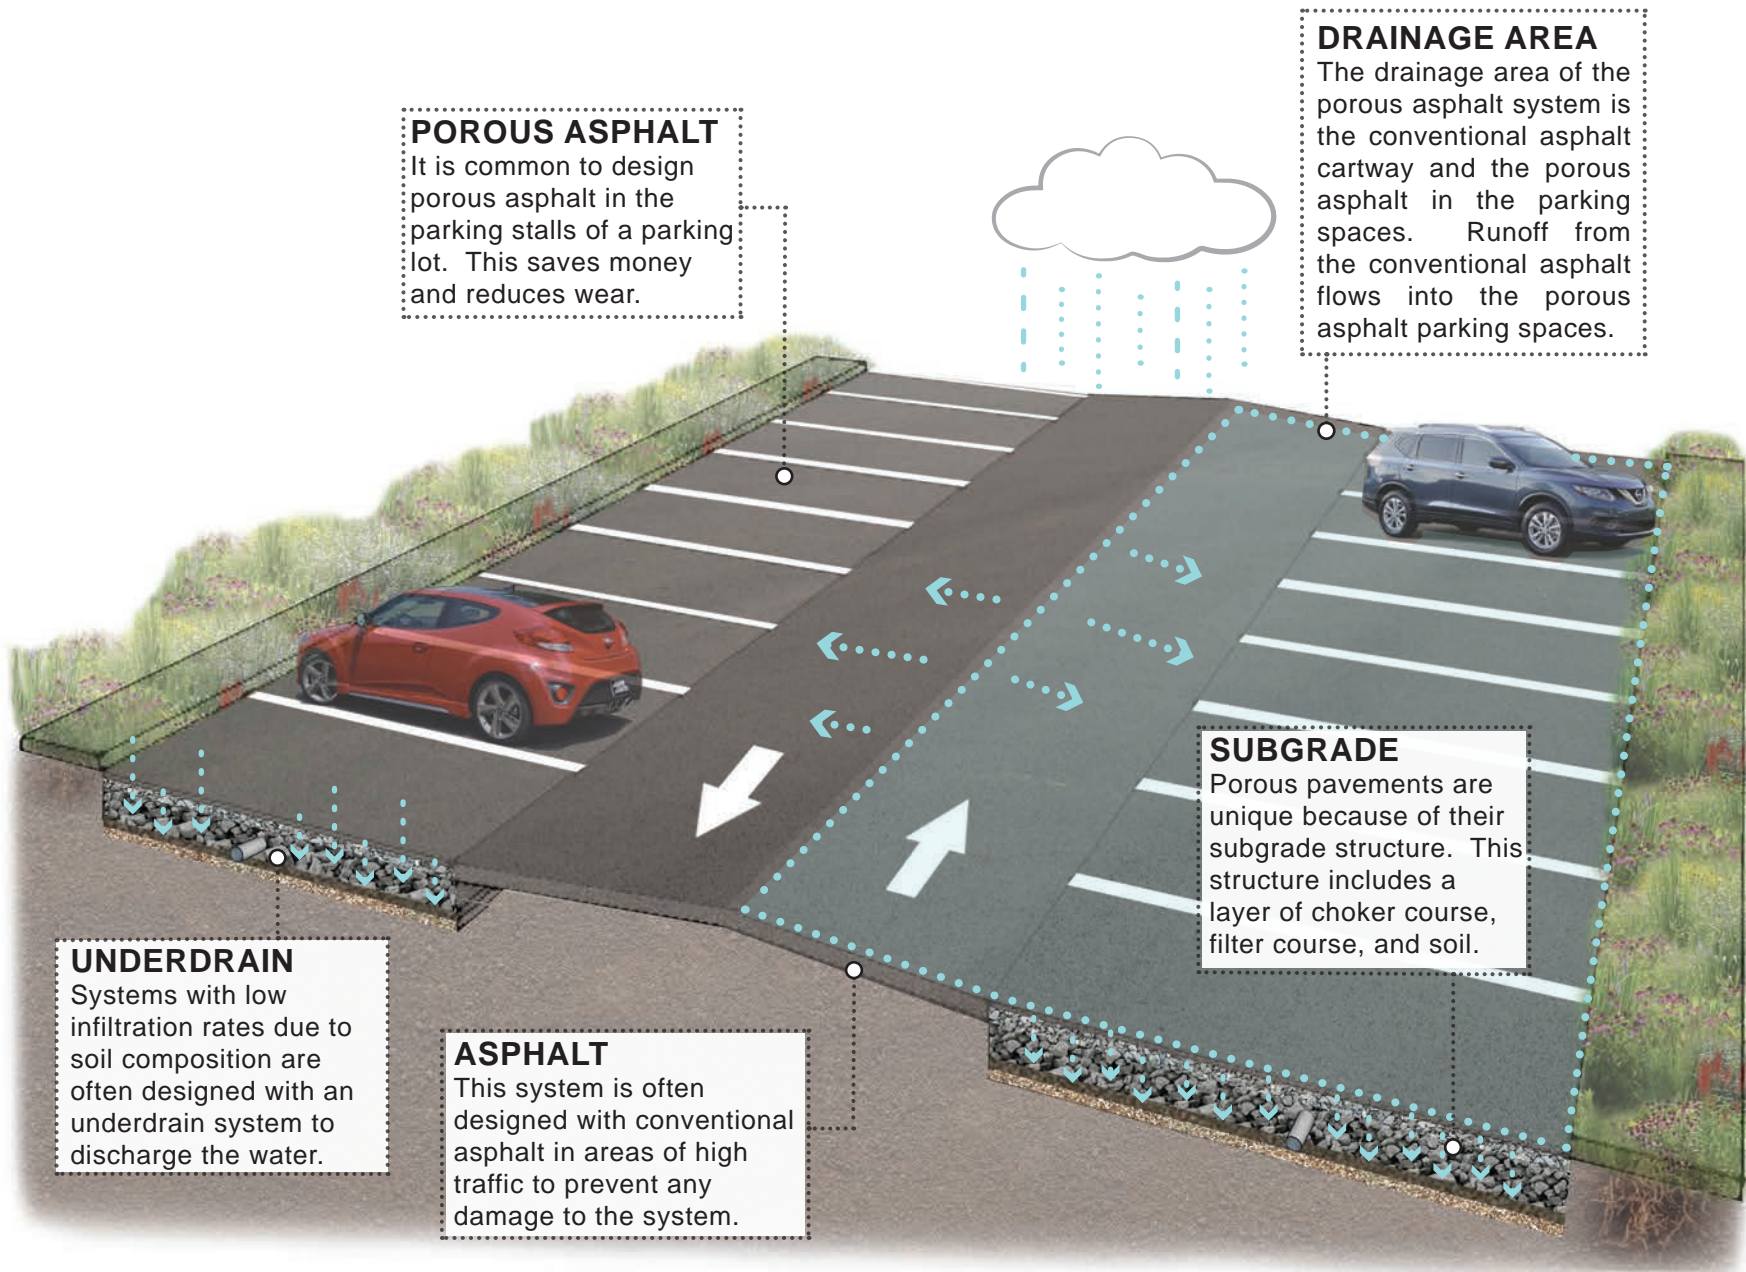 DRAINAGE AREA
The drainage area of the
porous asphalt system is
the conventional asphalt
cartway and the porous
asphalt in the parking
spaces. Runoff from
the conventional asphalt
flows into the porous
asphalt parking spaces.
POROUS ASPHALT
It is common to design
porous asphalt in the
parking stalls of a parking
lot. This saves money
and reduces wear.
SUBGRADE
Porous pavements are
unique because of their
subgrade structure. This
structure includes a
layer of choker course,
filter course, and soil.
UNDERDRAIN
Systems with low
infiltration rates due to
soil composition are
often designed with an
underdrain system to
discharge the water.
ASPHALT
This system is often
designed with conventional
asphalt in areas of high
traffic to prevent any
damage to the system.